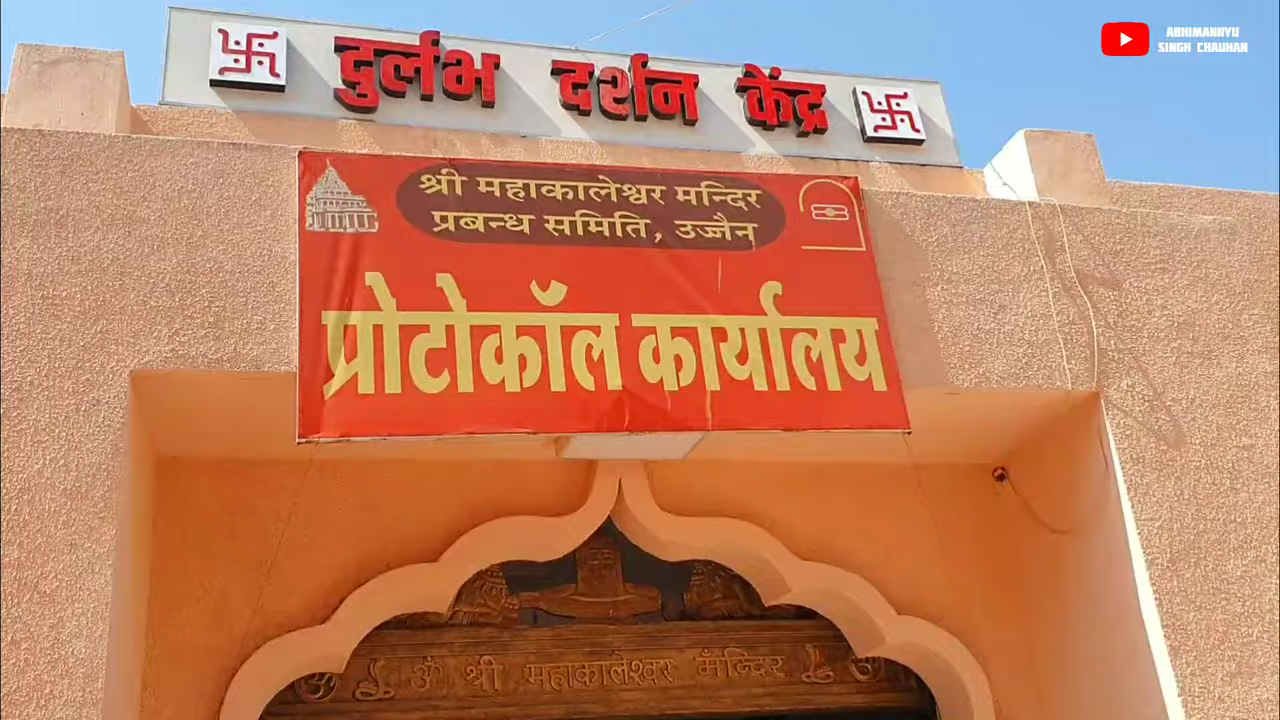 ABHIMANNYU
SINGH CHAUHAN
दुर्लभ दर्शन केंद्र
श्री महाकालेश्वर मन्दिर
प्रबन्ध समिति, उज्जैन
प्रोटोकॉल कार्यालय
ॐ श्री महाकालेश्वर मँदिर ॐ